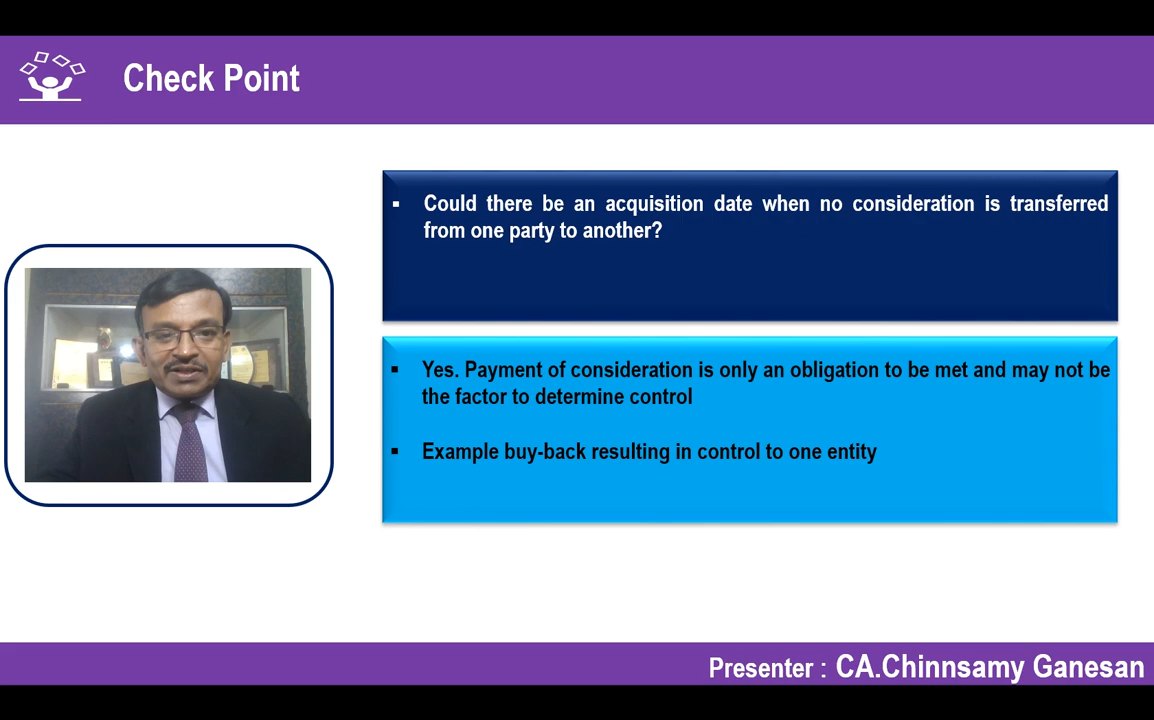 Check Point
▪ Could there be an acquisition date when no consideration is transferred
from one party to another?
▪ Yes. Payment of consideration is only an obligation to be met and may not be
the factor to determine control
▪ Example buy-back resulting in control to one entity
Presenter : CA.Chinnsamy Ganesan